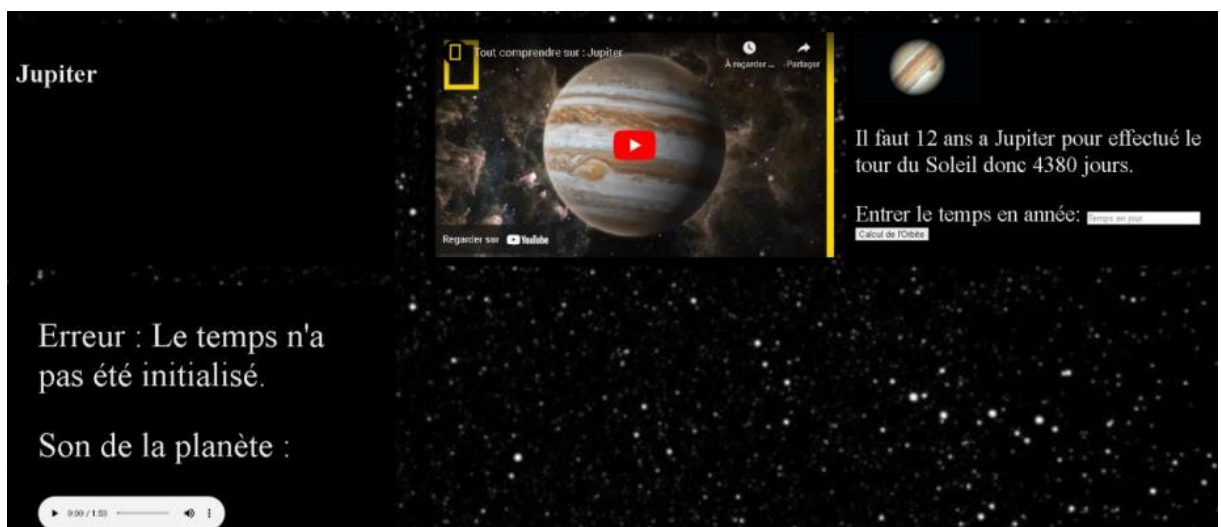 Jupiter
Tout comprendre sur : Jupiter
À regarder ...
Partager
Regarder sur YouTube
Il faut 12 ans a Jupiter pour effectué le
tour du Soleil donc 4380 jours.
Entrer le temps en année: Temps en jour
Calcul de l'Orbite
Erreur : Le temps n'a
pas été initialisé.
Son de la planète :
0:00 / 1:53